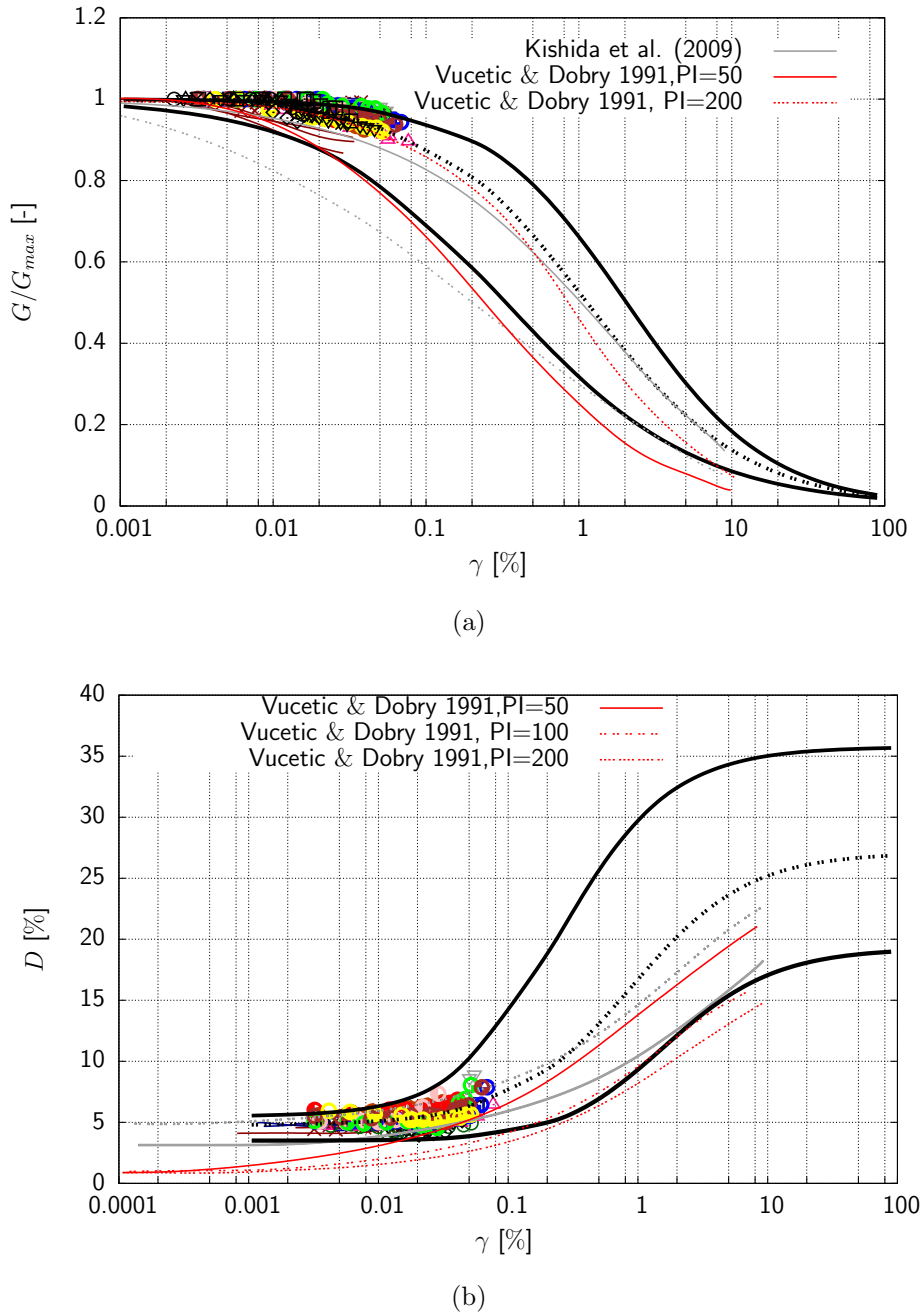 1.2
1
0.8
0.6
0.4
0.2
0
G/G_max [-]
Kishida et al. (2009)
Vucetic & Dobry 1991,PI=50
Vucetic & Dobry 1991, PI=200
0.001 0.01 0.1 1 10 100
γ [%]
(a)
40
35
30
25
20
15
10
5
0
D [%]
Vucetic & Dobry 1991,PI=50
Vucetic & Dobry 1991, PI=100
Vucetic & Dobry 1991,PI=200
0.0001 0.001 0.01 0.1 1 10 100
γ [%]
(b)